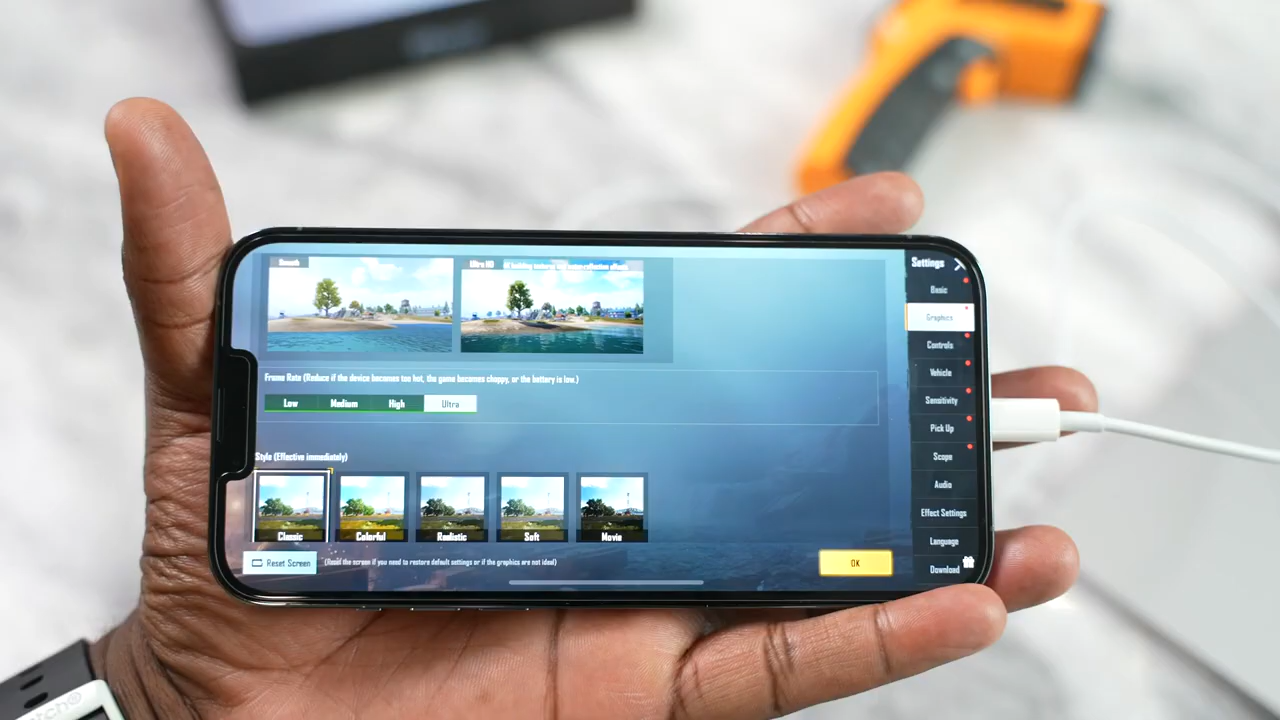 Smooth
Ultra HD
Settings
Basic
Graphics
Controls
Vehicle
Sensitivity
Pick Up
Scope
Audio
Effect Settings
Language
Download
Frame Rate (Reduce if the device becomes too hot, the game becomes choppy, or the battery is low.)
Low Medium High Ultra
Style (Effective immediately)
Classic Colorful Realistic Soft Movie
Reset Screen (Reset the screen if you need to restore default settings or if the graphics are not ideal)
OK